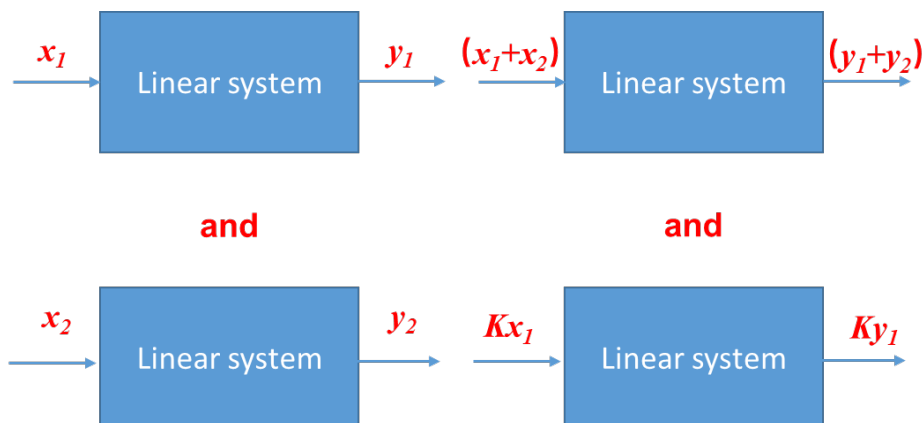 x₁ y₁ (x₁+x₂) (y₁+y₂)
Linear system Linear system
and and
x₂ y₂ Kx₁ Ky₁
Linear system Linear system